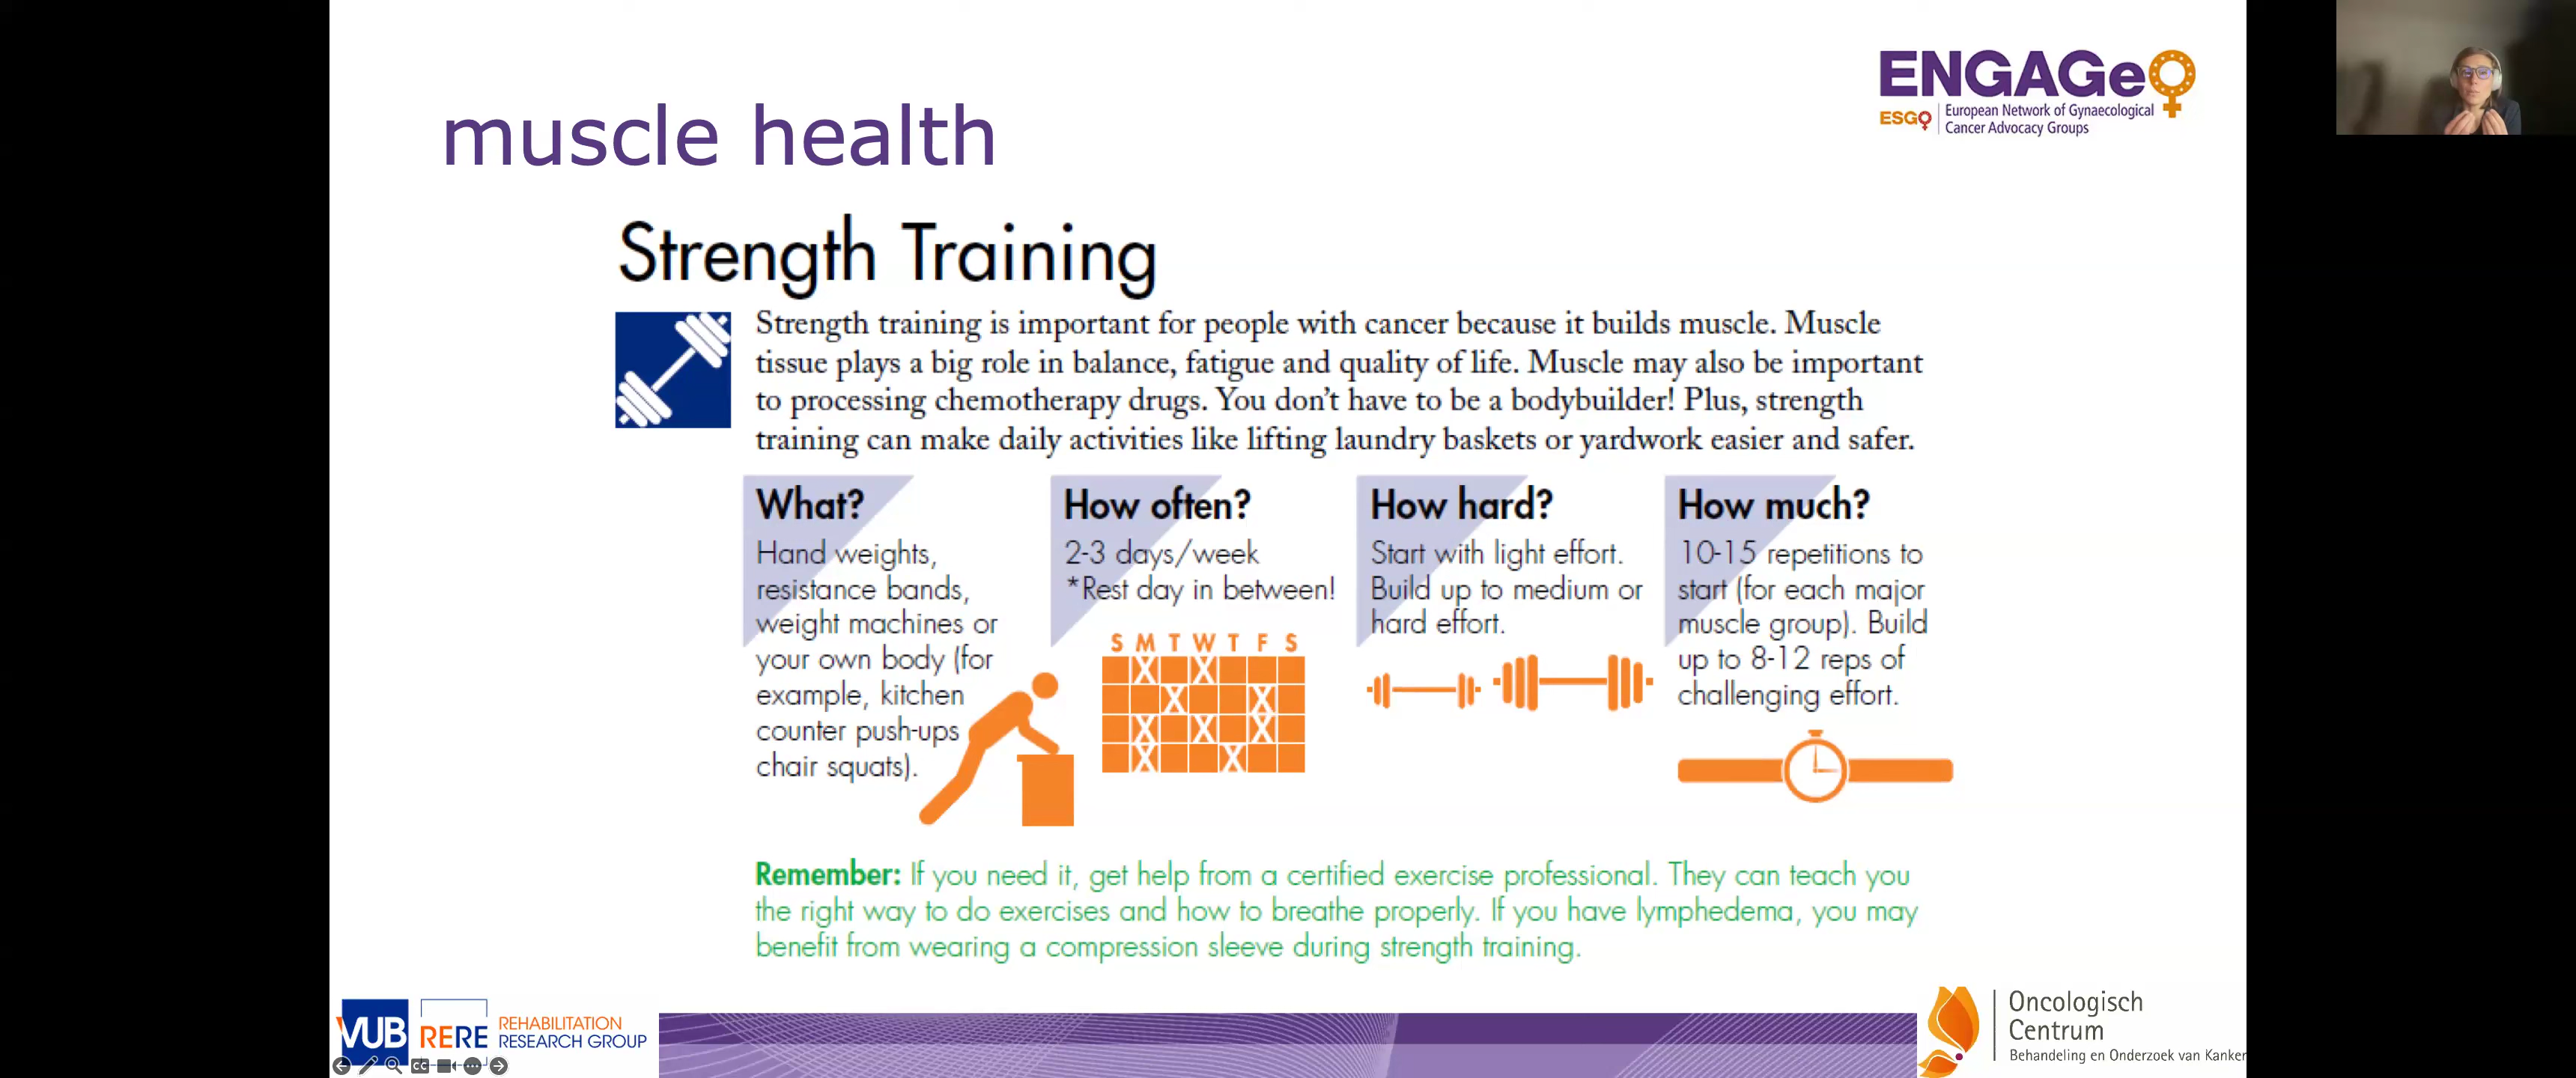 muscle health
ENGAGe
ESGO
European Network of Gynaecological
Cancer Advocacy Groups
Strength Training
Strength training is important for people with cancer because it builds muscle. Muscle
tissue plays a big role in balance, fatigue and quality of life. Muscle may also be important
to processing chemotherapy drugs. You don't have to be a bodybuilder! Plus, strength
training can make daily activities like lifting laundry baskets or yardwork easier and safer.
What?
Hand weights,
resistance bands,
weight machines or
your own body (for
example, kitchen
counter push-ups
chair squats).
How often?
2-3 days/week
*Rest day in between!
S M T W T F S
X X
X X
X X X
X X
How hard?
Start with light effort.
Build up to medium or
hard effort.
How much?
10-15 repetitions to
start (for each major
muscle group). Build
up to 8-12 reps of
challenging effort.
Remember: If you need it, get help from a certified exercise professional. They can teach you
the right way to do exercises and how to breathe properly. If you have lymphedema, you may
benefit from wearing a compression sleeve during strength training.
VUB
RERE
REHABILITATION
RESEARCH GROUP
CC
Oncologisch
Centrum
Behandeling en Onderzoek van Kanker